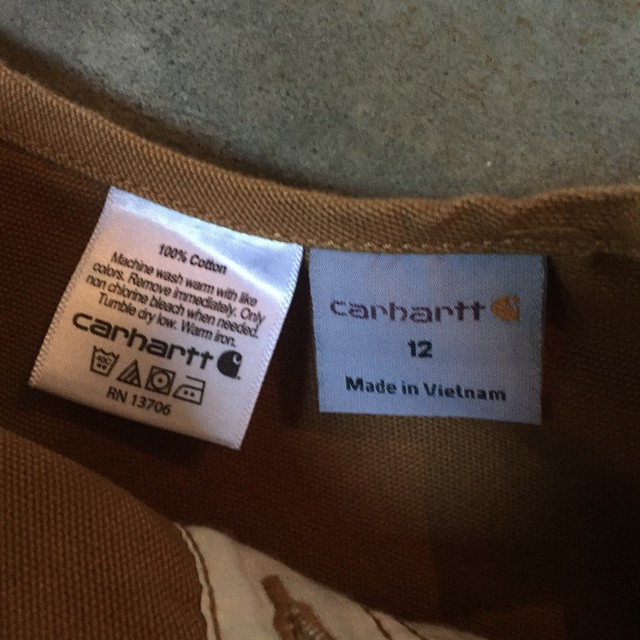 100% Cotton
Machine wash warm with like
colors. Remove immediately. Only
non chlorine bleach when needed.
Tumble dry low. Warm iron.
carhartt
RN 13706
carhartt
12
Made in Vietnam